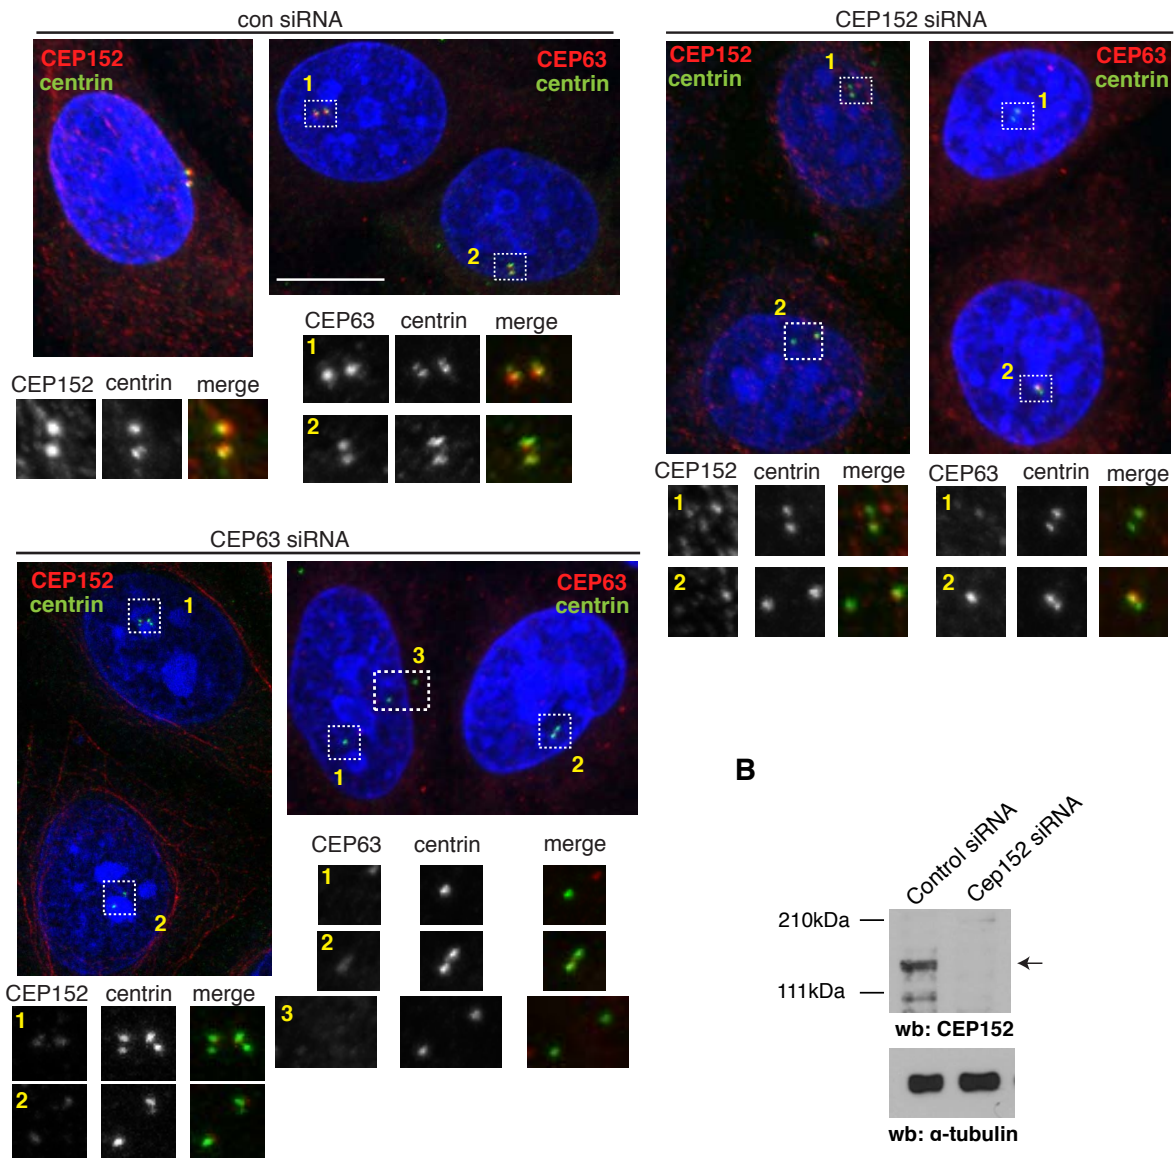 con siRNA
CEP152
centrin
1
2
CEP63
centrin
CEP63 centrin merge
1
2
CEP152 centrin merge
CEP152 siRNA
CEP152
centrin
1
2
CEP63
centrin
1
2
CEP152 centrin merge
1
2
CEP63 centrin merge
1
2
CEP63 siRNA
CEP152
centrin
1
2
CEP63
centrin
3
1
2
CEP63 centrin merge
1
2
3
CEP152 centrin merge
1
2
B
Control siRNA
Cep152 siRNA
210kDa
111kDa
wb: CEP152
wb: α-tubulin